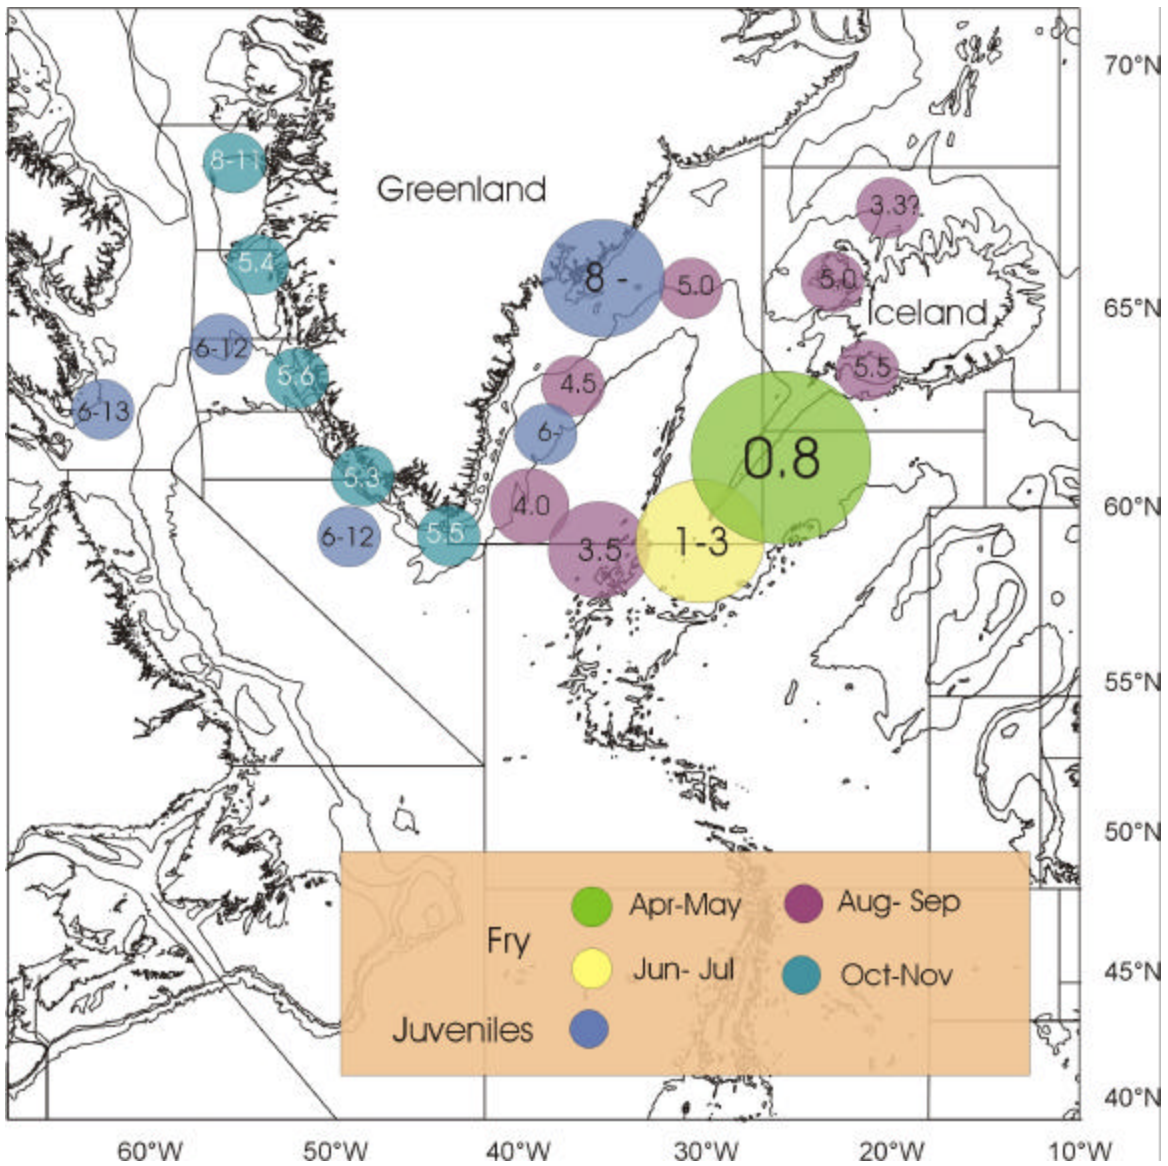 70°N
8-11
Greenland
3.3?
5.4
8 -
5.0
5.0
65°N
Iceland
6-12
5.6
4.5
5.5
6-13
6-
0.8
5.3
4.0
60°N
6-12
5.5
3.5
1-3
55°N
50°N
Apr-May
Aug- Sep
Fry
Jun- Jul
Oct-Nov
45°N
Juveniles
40°N
60°W
50°W
40°W
30°W
20°W
10°W